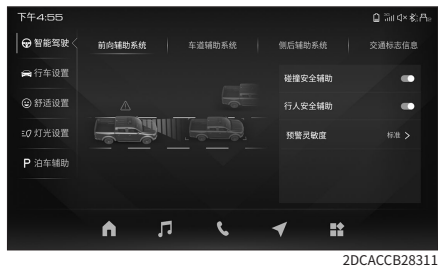 下午4:55
智能驾驶
前向辅助系统 车道辅助系统 侧后辅助系统 交通标志信息
行车设置
舒适设置
灯光设置
P 泊车辅助
碰撞安全辅助
行人安全辅助
预警灵敏度 标准
2DCACCB28311